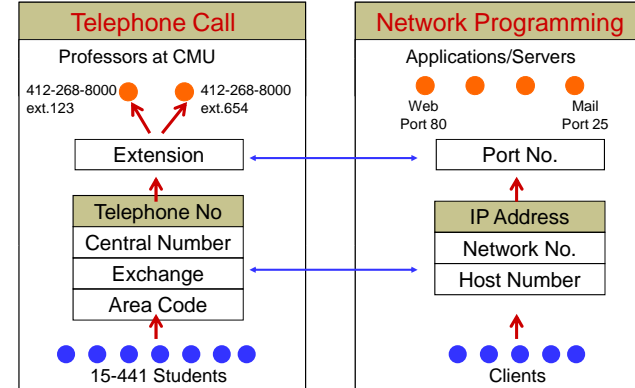 Telephone Call
Professors at CMU
412-268-8000
ext.123
412-268-8000
ext.654
Extension
Telephone No
Central Number
Exchange
Area Code
15-441 Students
Network Programming
Applications/Servers
Web
Port 80
Mail
Port 25
Port No.
IP Address
Network No.
Host Number
Clients